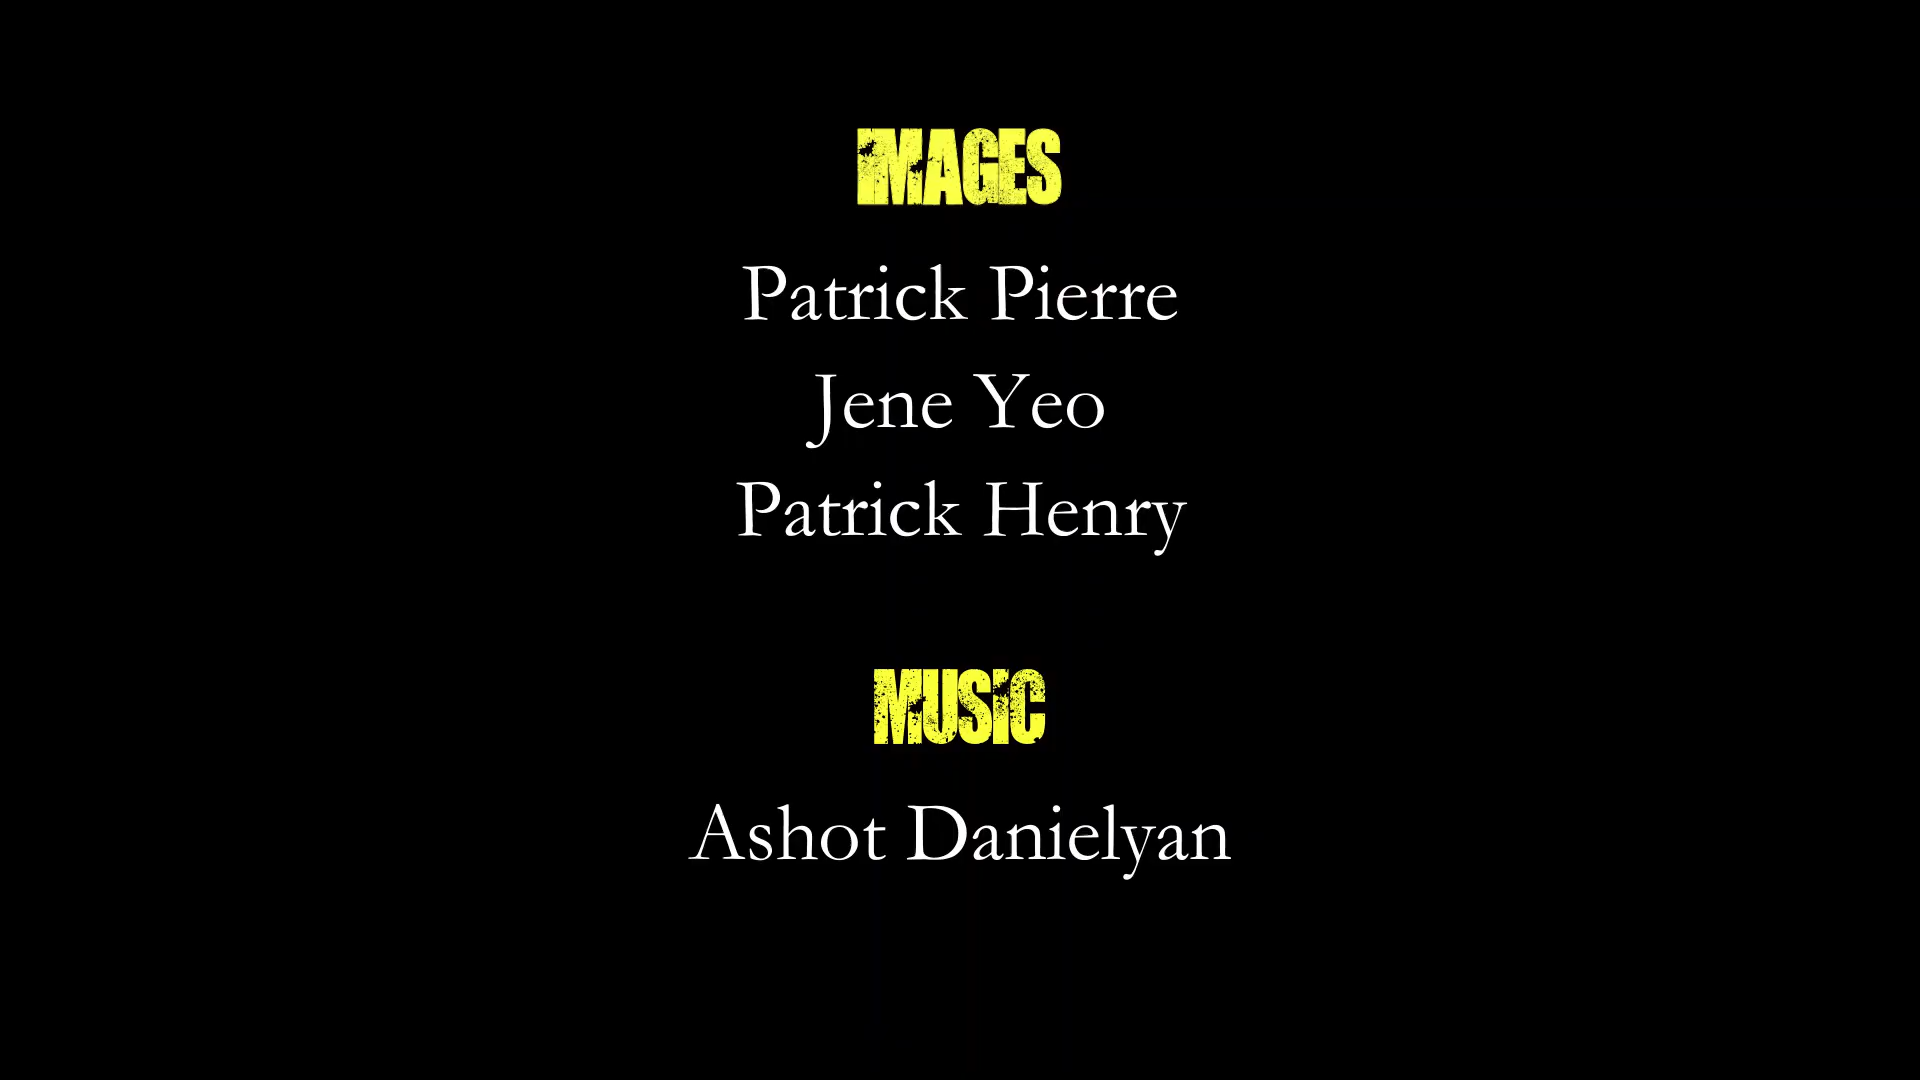 IMAGES
Patrick Pierre
Jene Yeo
Patrick Henry
MUSIC
Ashot Danielyan